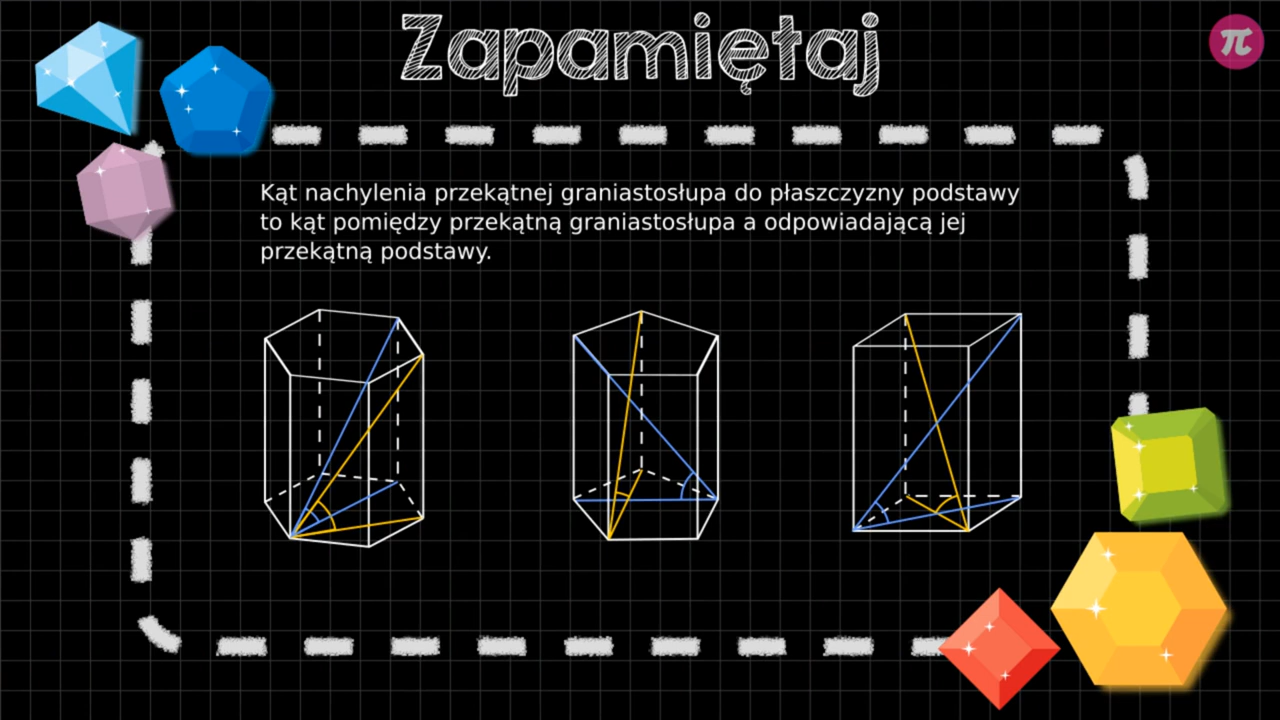 Zapamiętaj
π
Kąt nachylenia przekątnej graniastosłupa do płaszczyzny podstawy
to kąt pomiędzy przekątną graniastosłupa a odpowiadającą jej
przekątną podstawy.